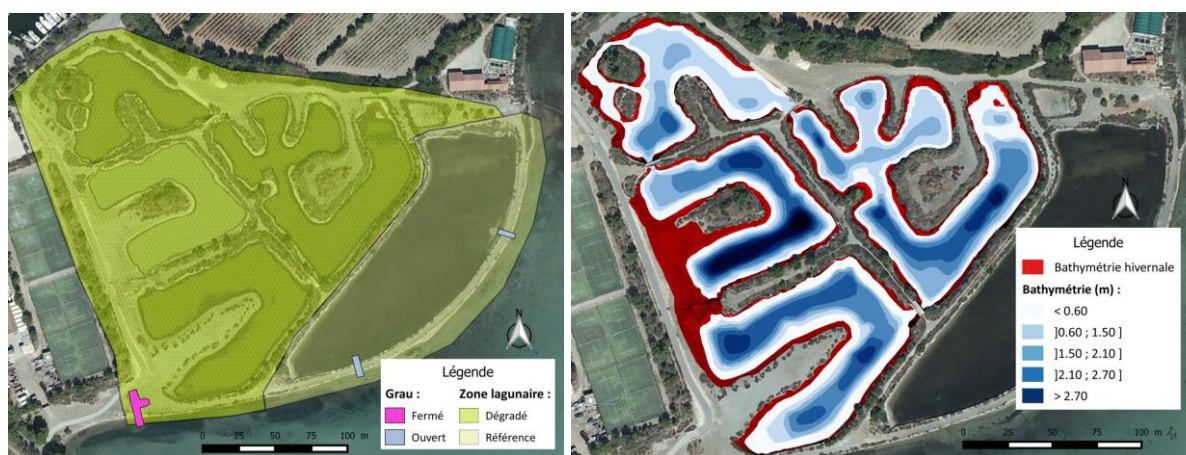 Légende
Grau :
Zone lagunaire :
Fermé
Dégradé
Ouvert
Référence
0 25 50 75 100 m
Légende
Bathymétrie hivernale
Bathymétrie (m) :
< 0.60
]0.60 ; 1.50 ]
]1.50 ; 2.10 ]
]2.10 ; 2.70 ]
> 2.70
0 25 50 75 100 m